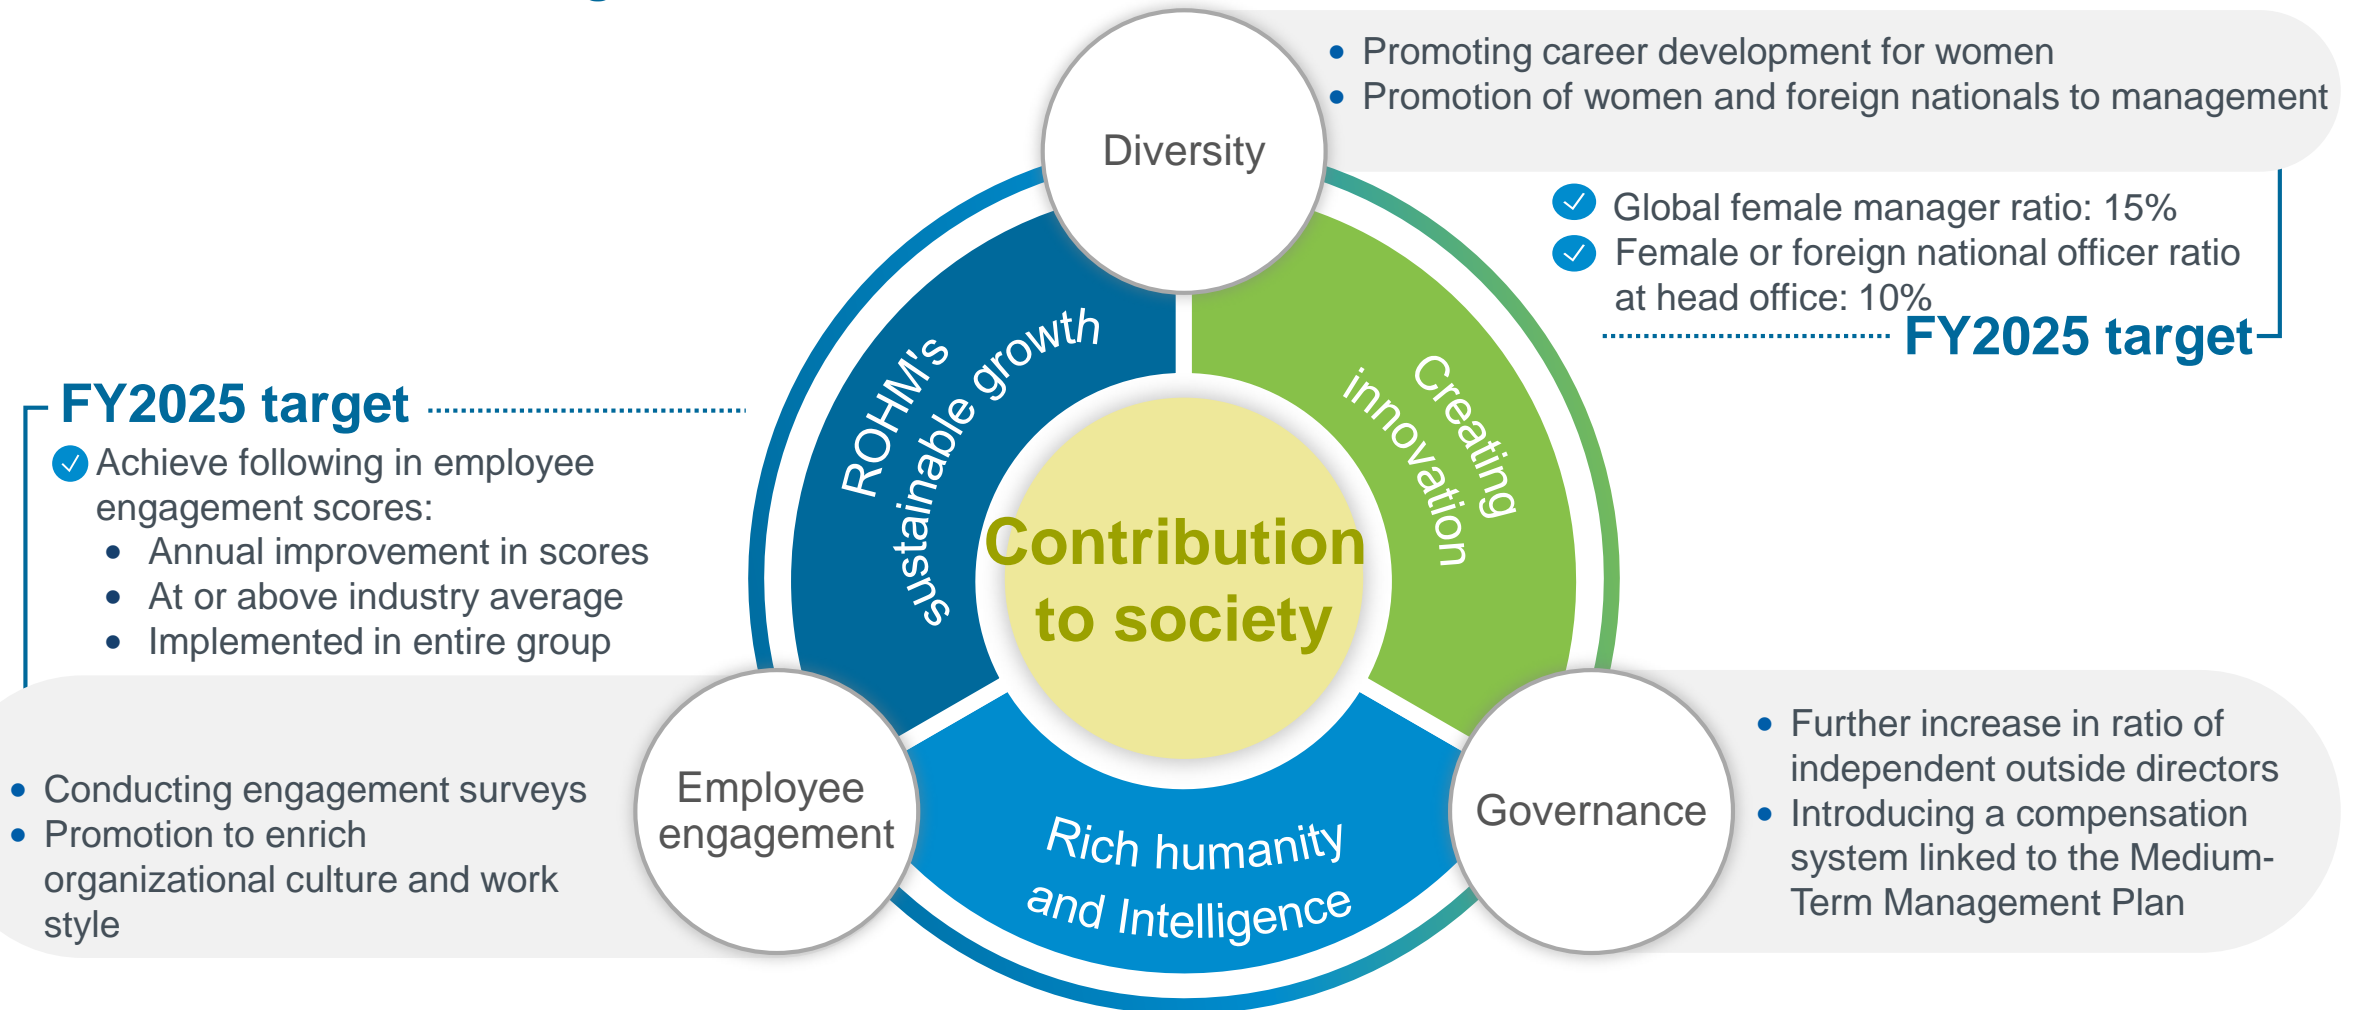 Diversity
• Promoting career development for women
• Promotion of women and foreign nationals to management
Global female manager ratio: 15%
Female or foreign national officer ratio
at head office: 10%
FY2025 target
FY2025 target
Achieve following in employee
engagement scores:
• Annual improvement in scores
• At or above industry average
• Implemented in entire group
ROHM's
sustainable growth
Creating
innovation
Contribution
to society
Rich humanity
and Intelligence
Employee
engagement
• Conducting engagement surveys
• Promotion to enrich
organizational culture and work
style
Governance
• Further increase in ratio of
independent outside directors
• Introducing a compensation
system linked to the Medium-
Term Management Plan